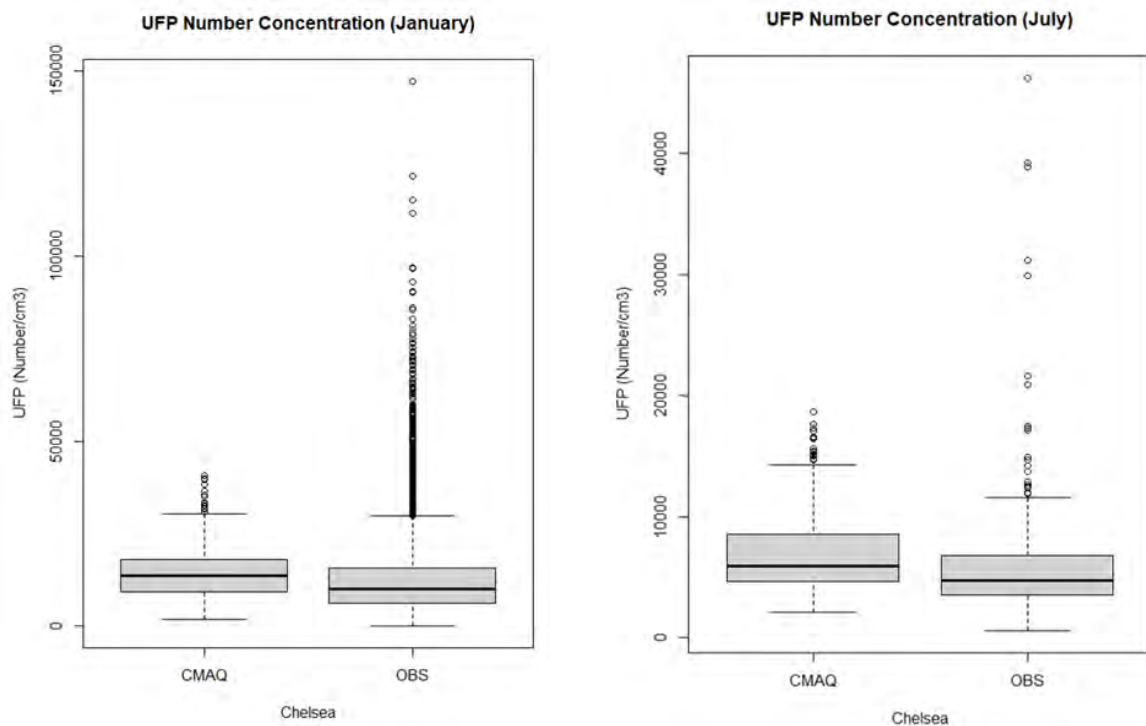 UFP Number Concentration (January)
UFP (Number/cm3)
150000
100000
50000
0
CMAQ
OBS
Chelsea
UFP Number Concentration (July)
UFP (Number/cm3)
40000
30000
20000
10000
0
CMAQ
OBS
Chelsea